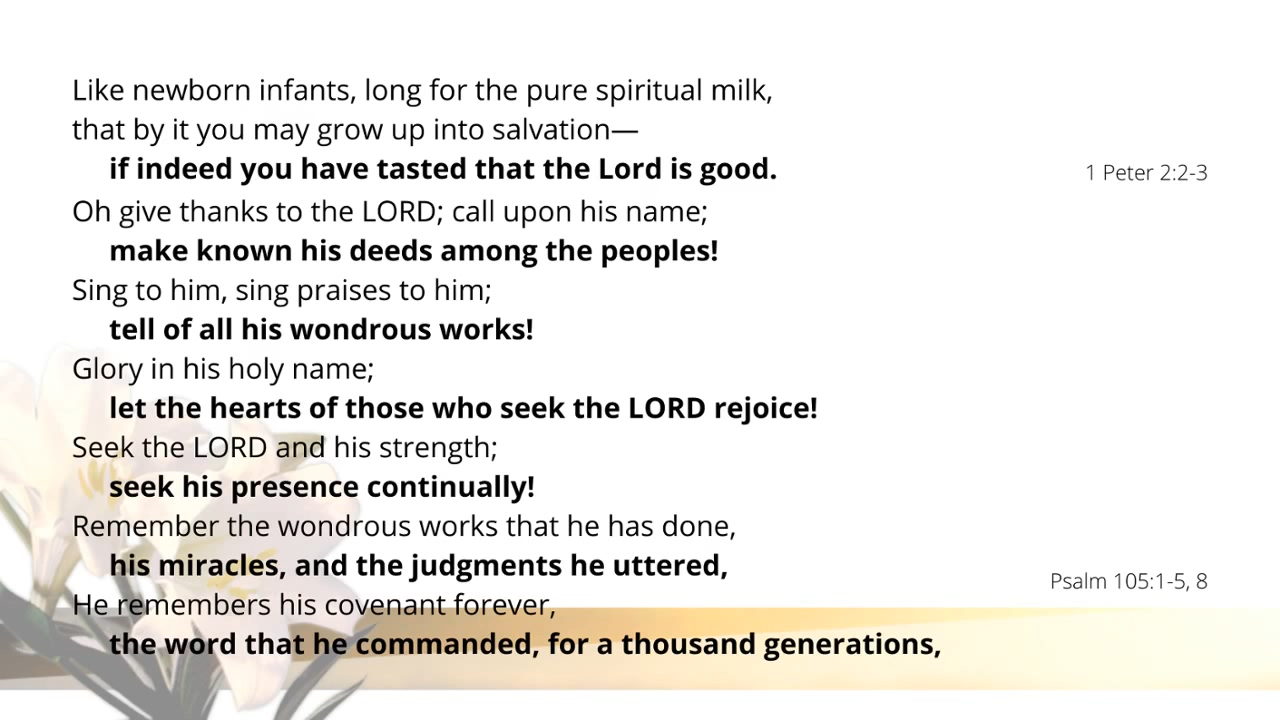 Like newborn infants, long for the pure spiritual milk,
that by it you may grow up into salvation—
if indeed you have tasted that the Lord is good.
1 Peter 2:2-3
Oh give thanks to the LORD; call upon his name;
make known his deeds among the peoples!
Sing to him, sing praises to him;
tell of all his wondrous works!
Glory in his holy name;
let the hearts of those who seek the LORD rejoice!
Seek the LORD and his strength;
seek his presence continually!
Remember the wondrous works that he has done,
his miracles, and the judgments he uttered,
Psalm 105:1-5, 8
He remembers his covenant forever,
the word that he commanded, for a thousand generations,